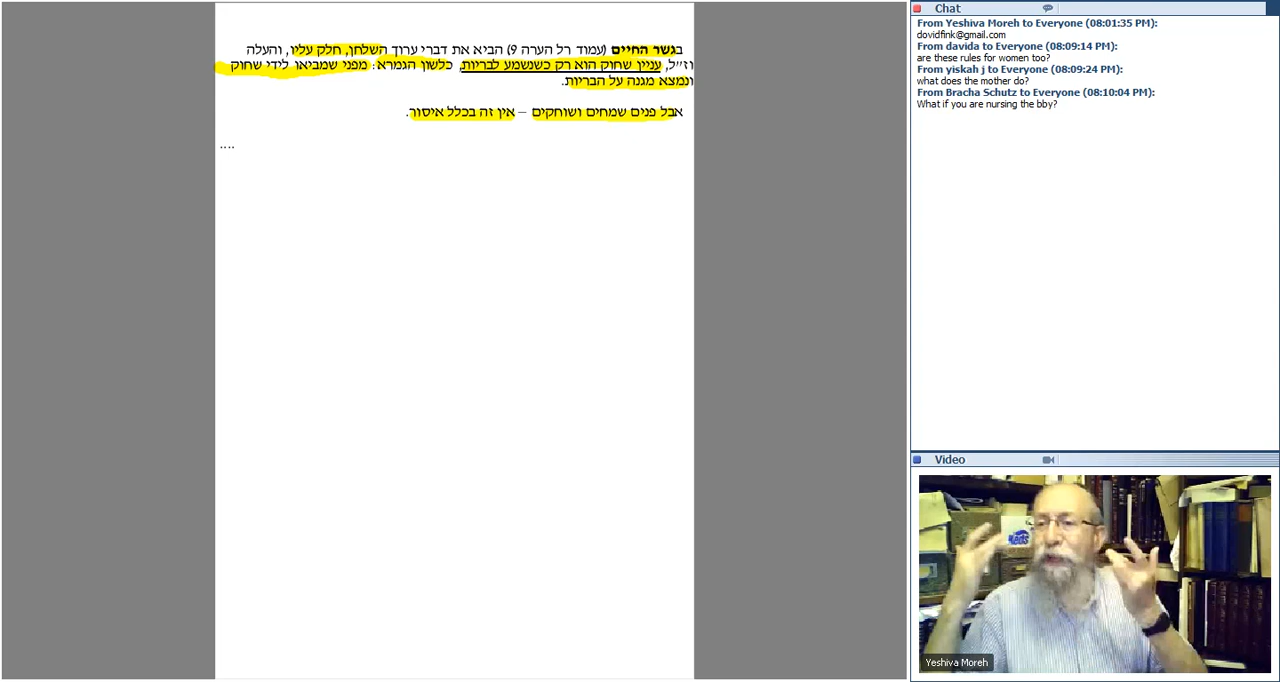 בגשר החיים (עמוד רל הערה 9) הביא את דברי ערוך השלחן, חלק עליו, והעלה
וז״ל, עניין שחוק הוא רק כשנשמע לבריות, כלשון הגמרא: מפני שמביאו לידי שחוק
ונמצא מגנה על הבריות.
אבל פנים שמחים ושוחקים – אין זה בכלל איסור.
....
Chat
From Yeshiva Moreh to Everyone (08:01:35 PM):
dovidfink@gmail.com
From davida to Everyone (08:09:14 PM):
are these rules for women too?
From yiskah j to Everyone (08:09:24 PM):
what does the mother do?
From Bracha Schutz to Everyone (08:10:04 PM):
What if you are nursing the bby?
Video
Yeshiva Moreh